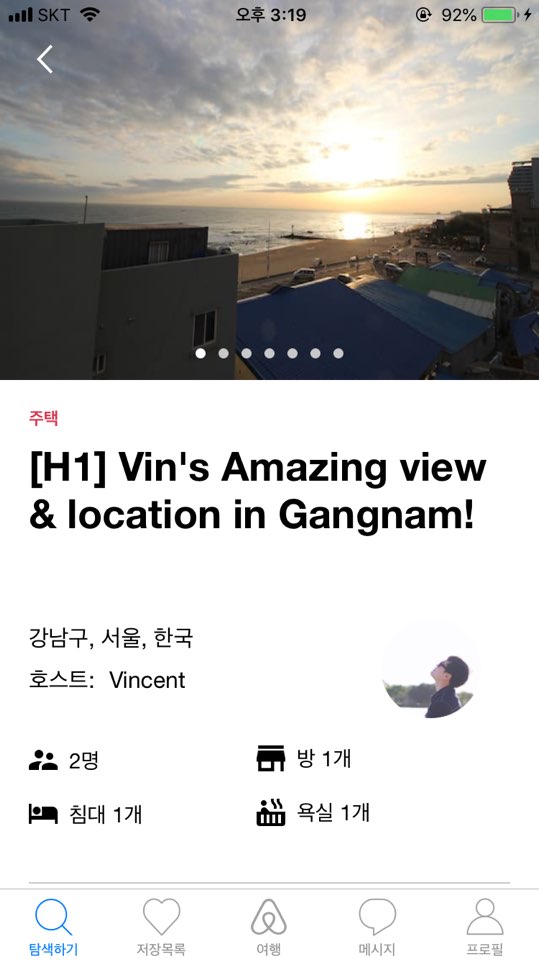 SKT 오후 3:19 92%
주택
[H1] Vin's Amazing view
& location in Gangnam!
강남구, 서울, 한국
호스트: Vincent
2명 방 1개
침대 1개 욕실 1개
탐색하기 저장목록 여행 메시지 프로필